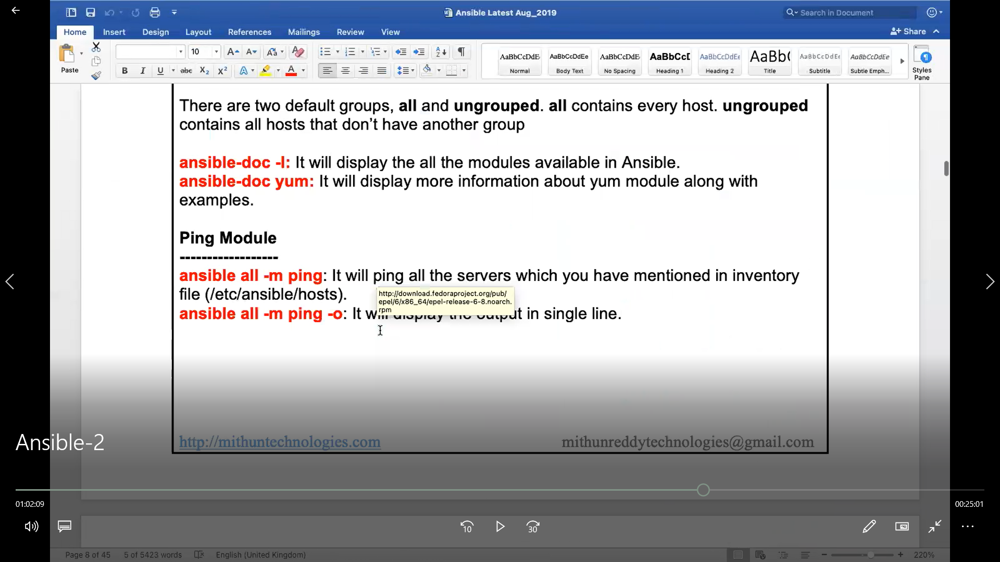 Ansible Latest Aug_2019
Search in Document
Home Insert Design Layout References Mailings Review View
Share
Paste
10
B I U abc X₂ X²
AaBbCcDdE AaBbCcDdEe AaBbCcDdE AaBbCcD AaBbCcDdEe AaBb( AaBbCcDdEe AaBbCcDdEe
Normal Body Text No Spacing Heading 1 Heading 2 Title Subtitle Subtle Emph...
Styles
Pane
There are two default groups, all and ungrouped. all contains every host. ungrouped
contains all hosts that don’t have another group
ansible-doc -l: It will display the all the modules available in Ansible.
ansible-doc yum: It will display more information about yum module along with
examples.
Ping Module
------------------
ansible all -m ping: It will ping all the servers which you have mentioned in inventory
file (/etc/ansible/hosts).
http://download.fedoraproject.org/pub/
epel/6/x86_64/epel-release-6-8.noarch.
rpm
ansible all -m ping -o: It will display the output in single line.
Ansible-2
http://mithuntechnologies.com mithunreddytechnologies@gmail.com
01:02:09 00:25:01
10 30
Page 8 of 45 5 of 5423 words English (United Kingdom) 220%